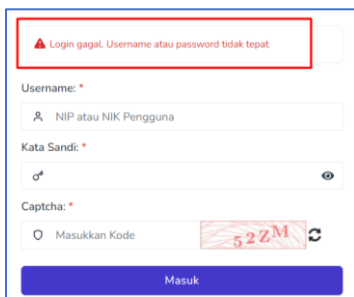 Login gagal. Username atau password tidak tepat
Username: *
NIP atau NIK Pengguna
Kata Sandi: *
Captcha: *
Masukkan Kode
52ZM
Masuk